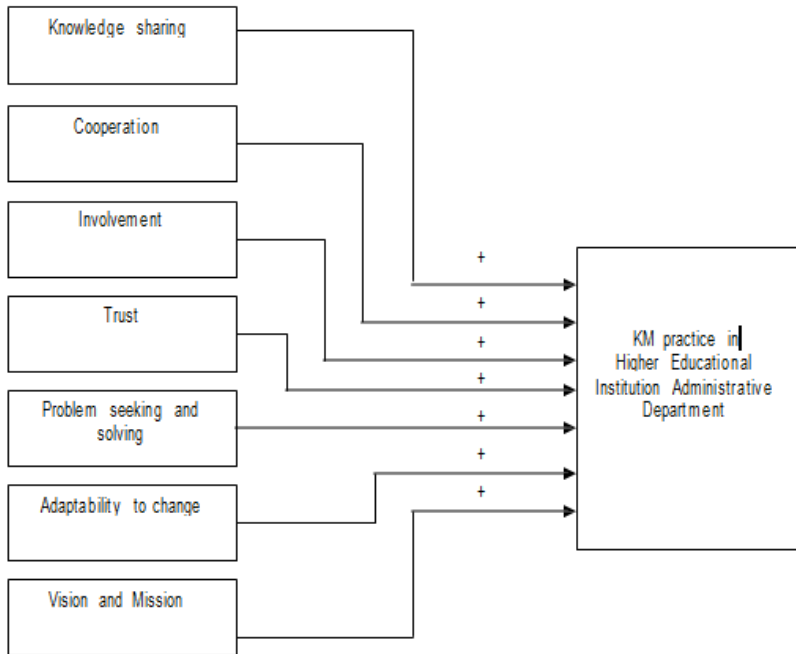 Knowledge sharing
Cooperation
Involvement
Trust
Problem seeking and
solving
Adaptability to change
Vision and Mission
+
+
+
+
+
+
+
KM practice in
Higher Educational
Institution Administrative
Department